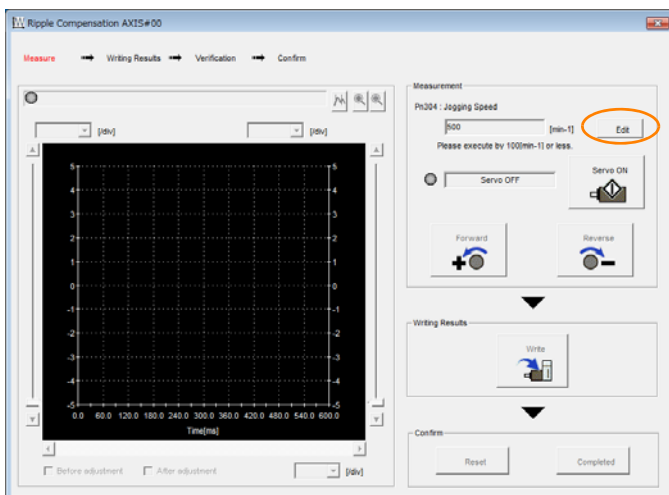 Ripple Compensation AXIS#00
Measure Writing Results Verification Confirm
[/div] [/div]
5 5
4 4
3 3
2 2
1 1
0 0
-1 -1
-2 -2
-3 -3
-4 -4
-5 -5
0.0 60.0 120.0 180.0 240.0 300.0 360.0 420.0 480.0 540.0 600.0
Time[ms]
Before adjustment After adjustment [/div]
Measurement
Pn304 : Jogging Speed
500 [min-1] Edit
Please execute by 100[min-1] or less.
Servo OFF Servo ON
Forward Reverse
Writing Results
Write
Confirm
Reset Completed